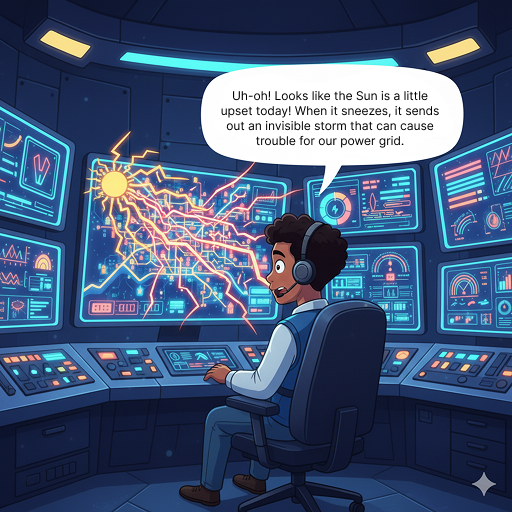 Uh-oh! Looks like the Sun is a little
upset today! When it sneezes, it sends
out an invisible storm that can cause
trouble for our power grid.